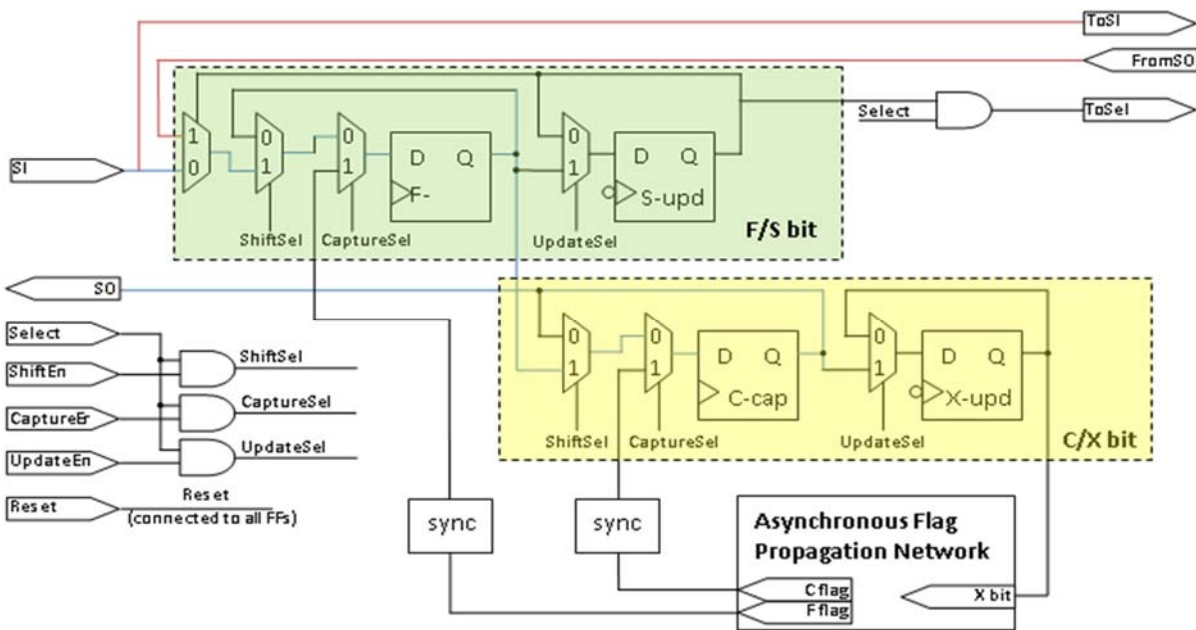 ToSI
FromSO
Select
ToSel
SI
1
0
0
1
0
1
D Q
F-
0
1
D Q
S-upd
ShiftSel
CaptureSel
UpdateSel
F/S bit
SO
Select
ShiftEn
ShiftSel
CaptureEr
CaptureSel
UpdateEn
UpdateSel
Reset
Reset
(connected to all FFs)
0
1
0
1
D Q
C-cap
0
1
D Q
X-upd
ShiftSel
CaptureSel
UpdateSel
C/X bit
sync
sync
Asynchronous Flag
Propagation Network
C flag
F flag
X bit